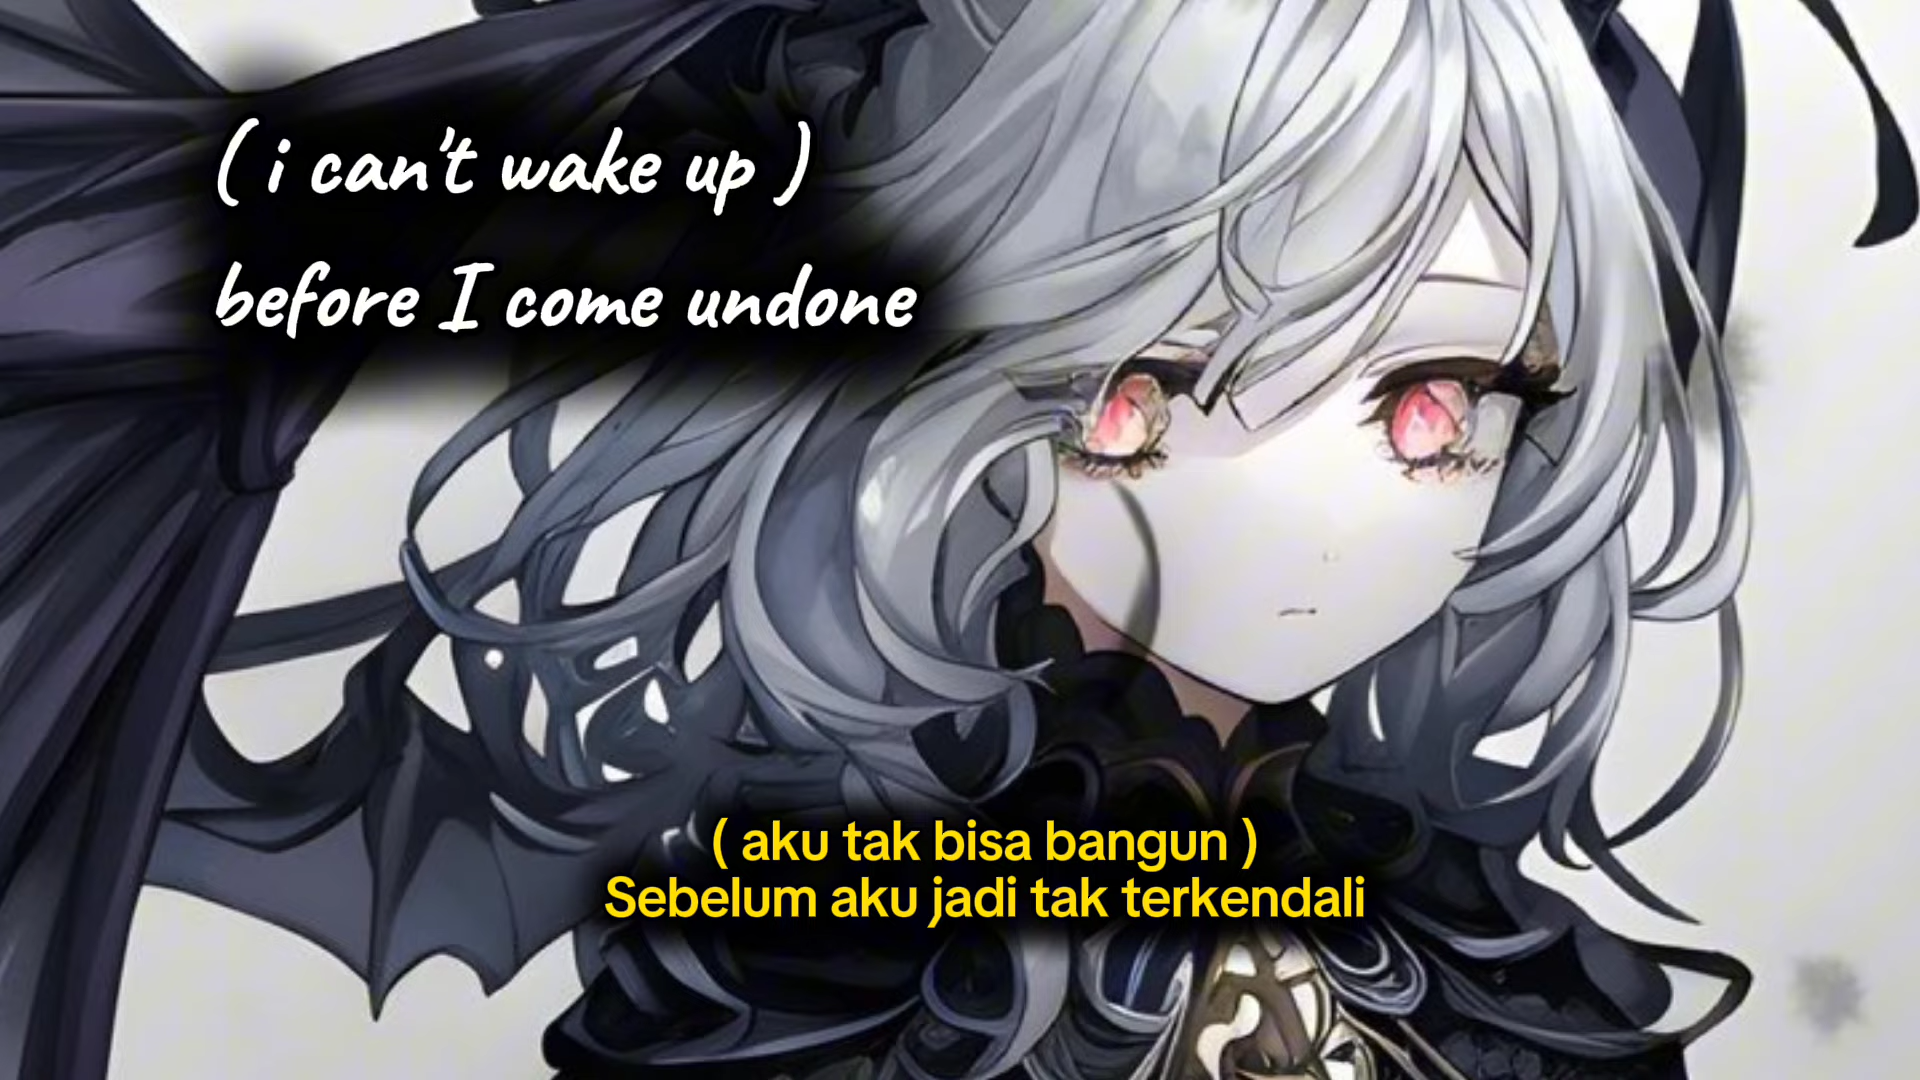 ( i can't wake up )
before I come undone
( aku tak bisa bangun )
Sebelum aku jadi tak terkendali